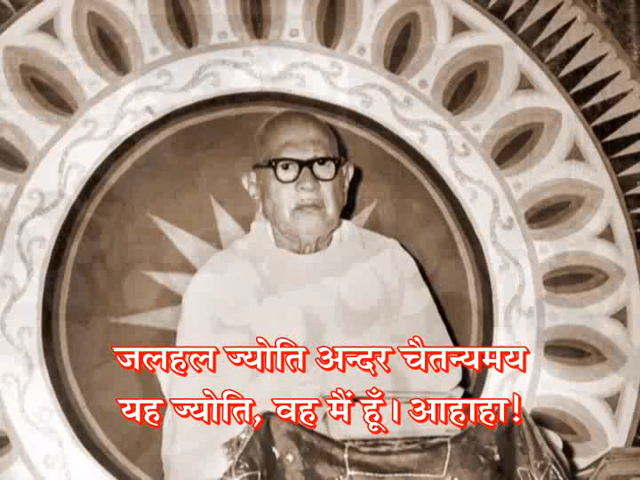 जलहल ज्योति अन्दर चैतन्यमय
यह ज्योति, वह मैं हूँ। आहाहा!